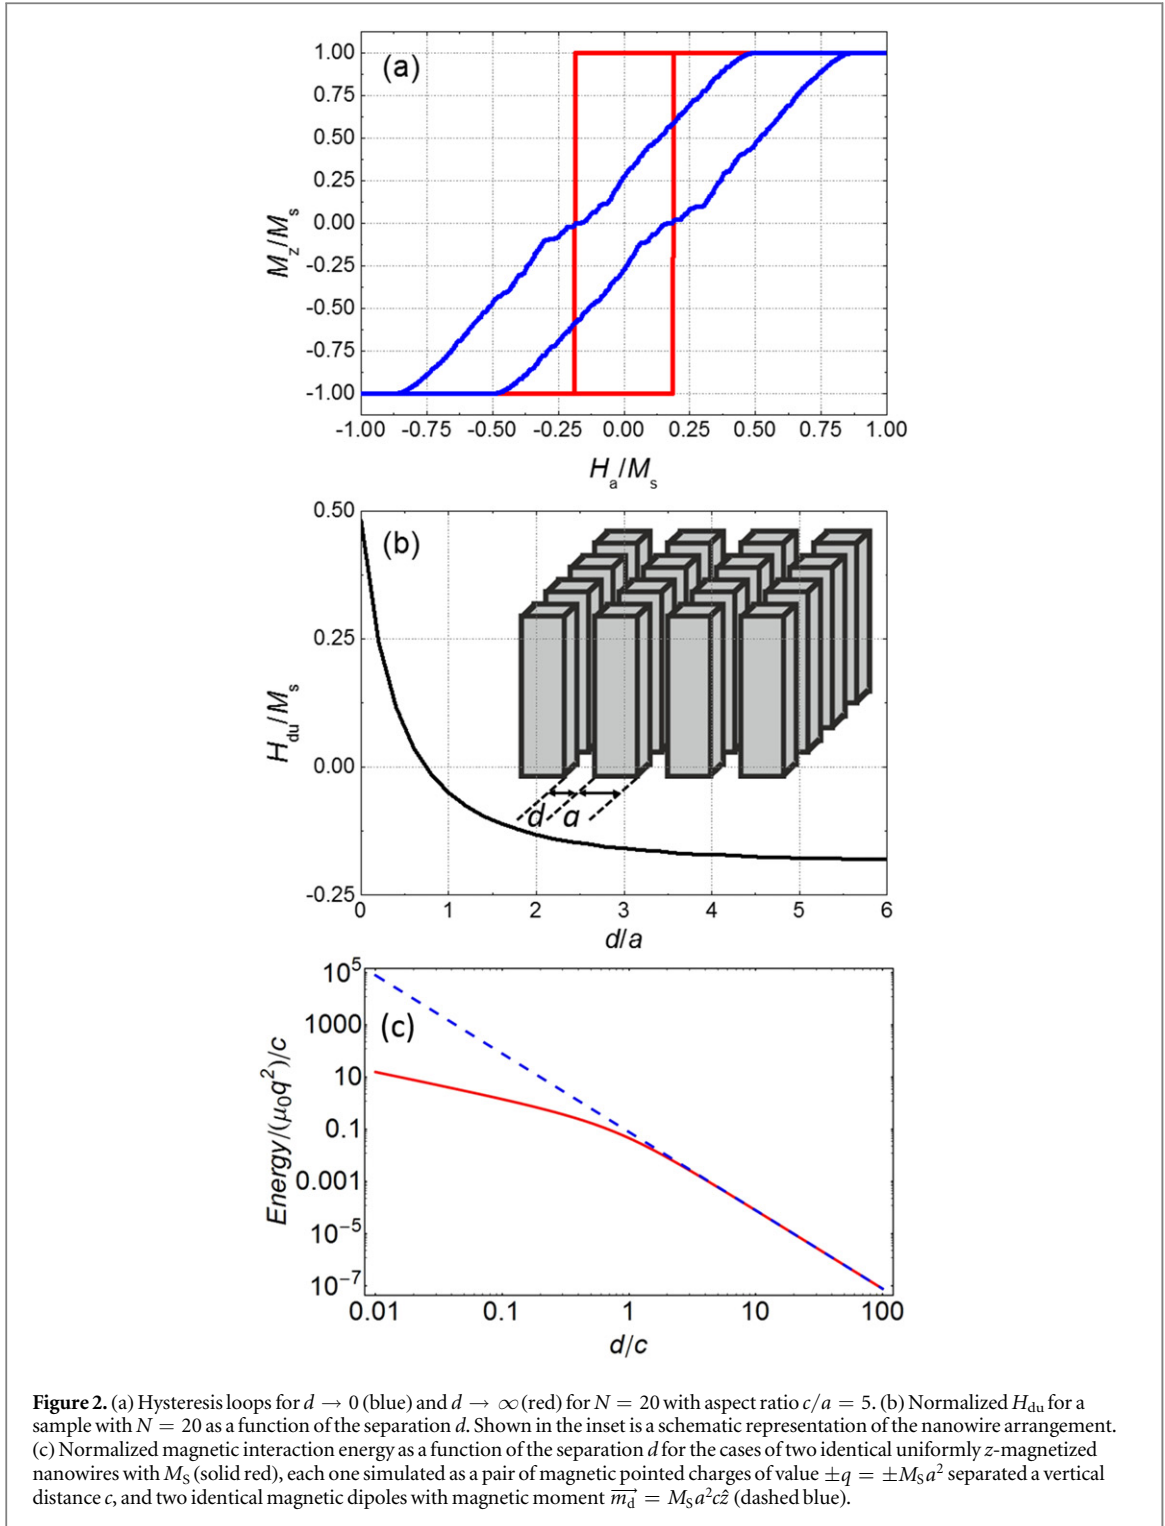 (a)
M_z/M_s
1.00
0.75
0.50
0.25
0.00
-0.25
-0.50
-0.75
-1.00
-1.00 -0.75 -0.50 -0.25 0.00 0.25 0.50 0.75 1.00
H_a/M_s
(b)
H_du/M_s
0.50
0.25
0.00
-0.25
d a
0 1 2 3 4 5 6
d/a
(c)
Energy/(μ₀q²)/c
10⁵
1000
10
0.1
0.001
10⁻⁵
10⁻⁷
0.01 0.1 1 10 100
d/c
Figure 2. (a) Hysteresis loops for d → 0 (blue) and d → ∞ (red) for N = 20 with aspect ratio c/a = 5. (b) Normalized H_du for a
sample with N = 20 as a function of the separation d. Shown in the inset is a schematic representation of the nanowire arrangement.
(c) Normalized magnetic interaction energy as a function of the separation d for the cases of two identical uniformly z-magnetized
nanowires with M_S (solid red), each one simulated as a pair of magnetic pointed charges of value ±q = ±M_S a² separated a vertical
distance c, and two identical magnetic dipoles with magnetic moment m⃗_d = M_S a²cẑ (dashed blue).